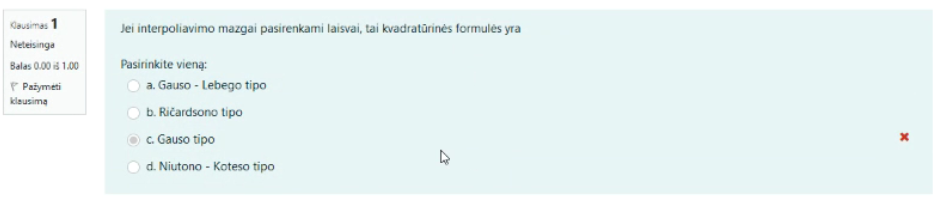 Klausimas 1
Neteisinga
Balas 0.00 iš 1.00
Pažymėti
klausimą
Jei interpoliavimo mazgai pasirenkami laisvai, tai kvadratūrinės formulės yra
Pasirinkite vieną:
a. Gauso - Lebego tipo
b. Ričardsono tipo
c. Gauso tipo
d. Niutono - Koteso tipo